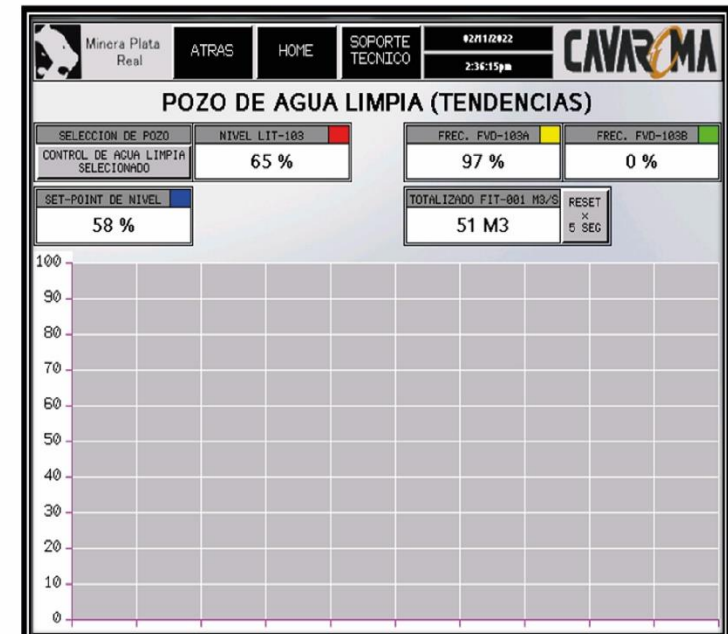 Minera Plata
Real
ATRAS
HOME
SOPORTE
TECNICO
02/11/2022
2:36:15pm
CAVAROMA
POZO DE AGUA LIMPIA (TENDENCIAS)
SELECCION DE POZO
CONTROL DE AGUA LIMPIA
SELECIONADO
NIVEL LIT-103
65 %
FREC. FVD-103A
97 %
FREC. FVD-103B
0 %
SET-POINT DE NIVEL
58 %
TOTALIZADO FIT-001 M3/S
51 M3
RESET
X
5 SEG
100
90
80
70
60
50
40
30
20
10
0